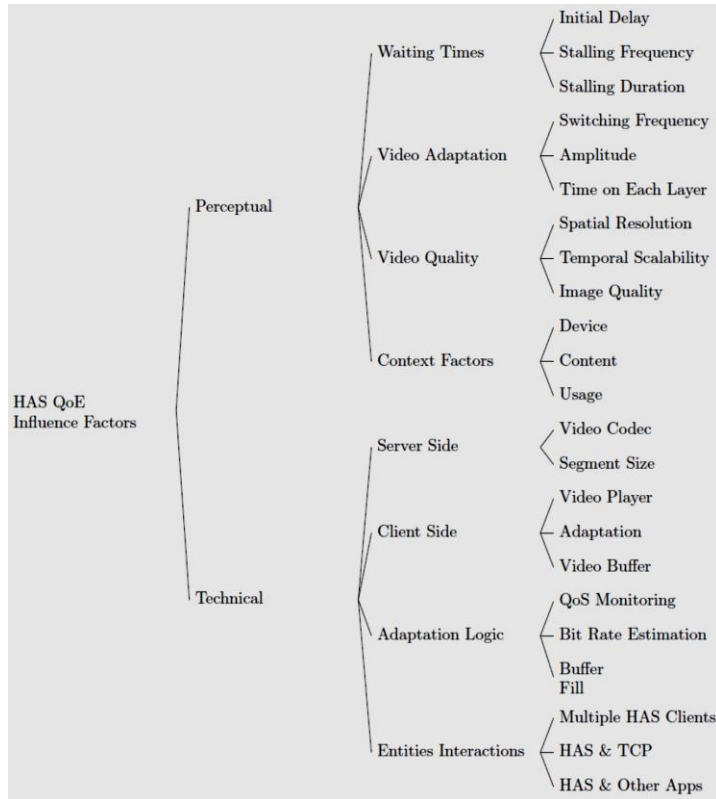 HAS QoE
Influence Factors
Perceptual
Waiting Times
Initial Delay
Stalling Frequency
Stalling Duration
Video Adaptation
Switching Frequency
Amplitude
Time on Each Layer
Video Quality
Spatial Resolution
Temporal Scalability
Image Quality
Context Factors
Device
Content
Usage
Technical
Server Side
Video Codec
Segment Size
Client Side
Video Player
Adaptation
Video Buffer
Adaptation Logic
QoS Monitoring
Bit Rate Estimation
Buffer
Fill
Entities Interactions
Multiple HAS Clients
HAS & TCP
HAS & Other Apps